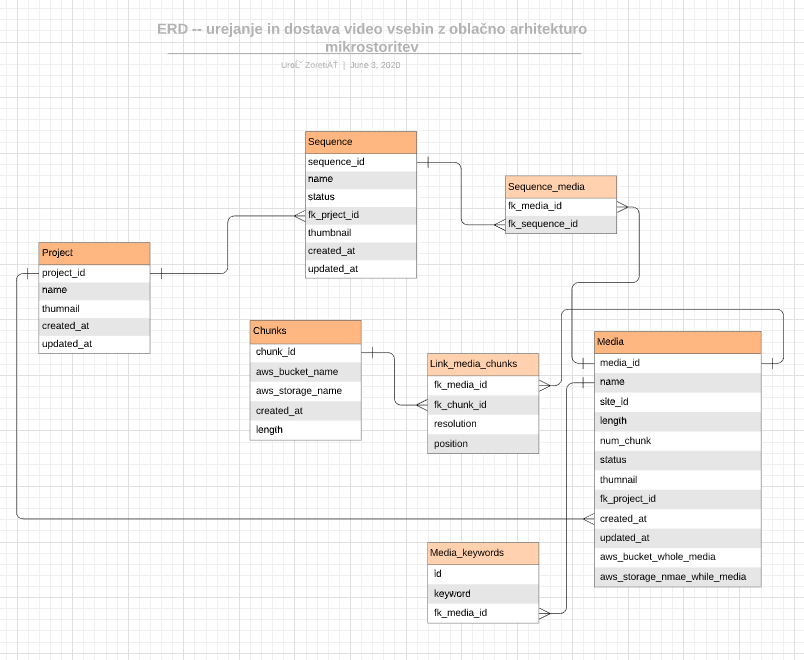 ERD -- urejanje in dostava video vsebin z oblačno arhitekturo
mikrostoritev
June 3, 2020
Sequence
sequence_id
name
status
fk_prject_id
thumbnail
created_at
updated_at
Sequence_media
fk_media_id
fk_sequence_id
Project
project_id
name
thumnail
created_at
updated_at
Chunks
chunk_id
aws_bucket_name
aws_storage_name
created_at
length
Link_media_chunks
fk_media_id
fk_chunk_id
resolution
position
Media
media_id
name
site_id
length
num_chunk
status
thumnail
fk_project_id
created_at
updated_at
aws_bucket_whole_media
aws_storage_nmae_while_media
Media_keywords
id
keyword
fk_media_id